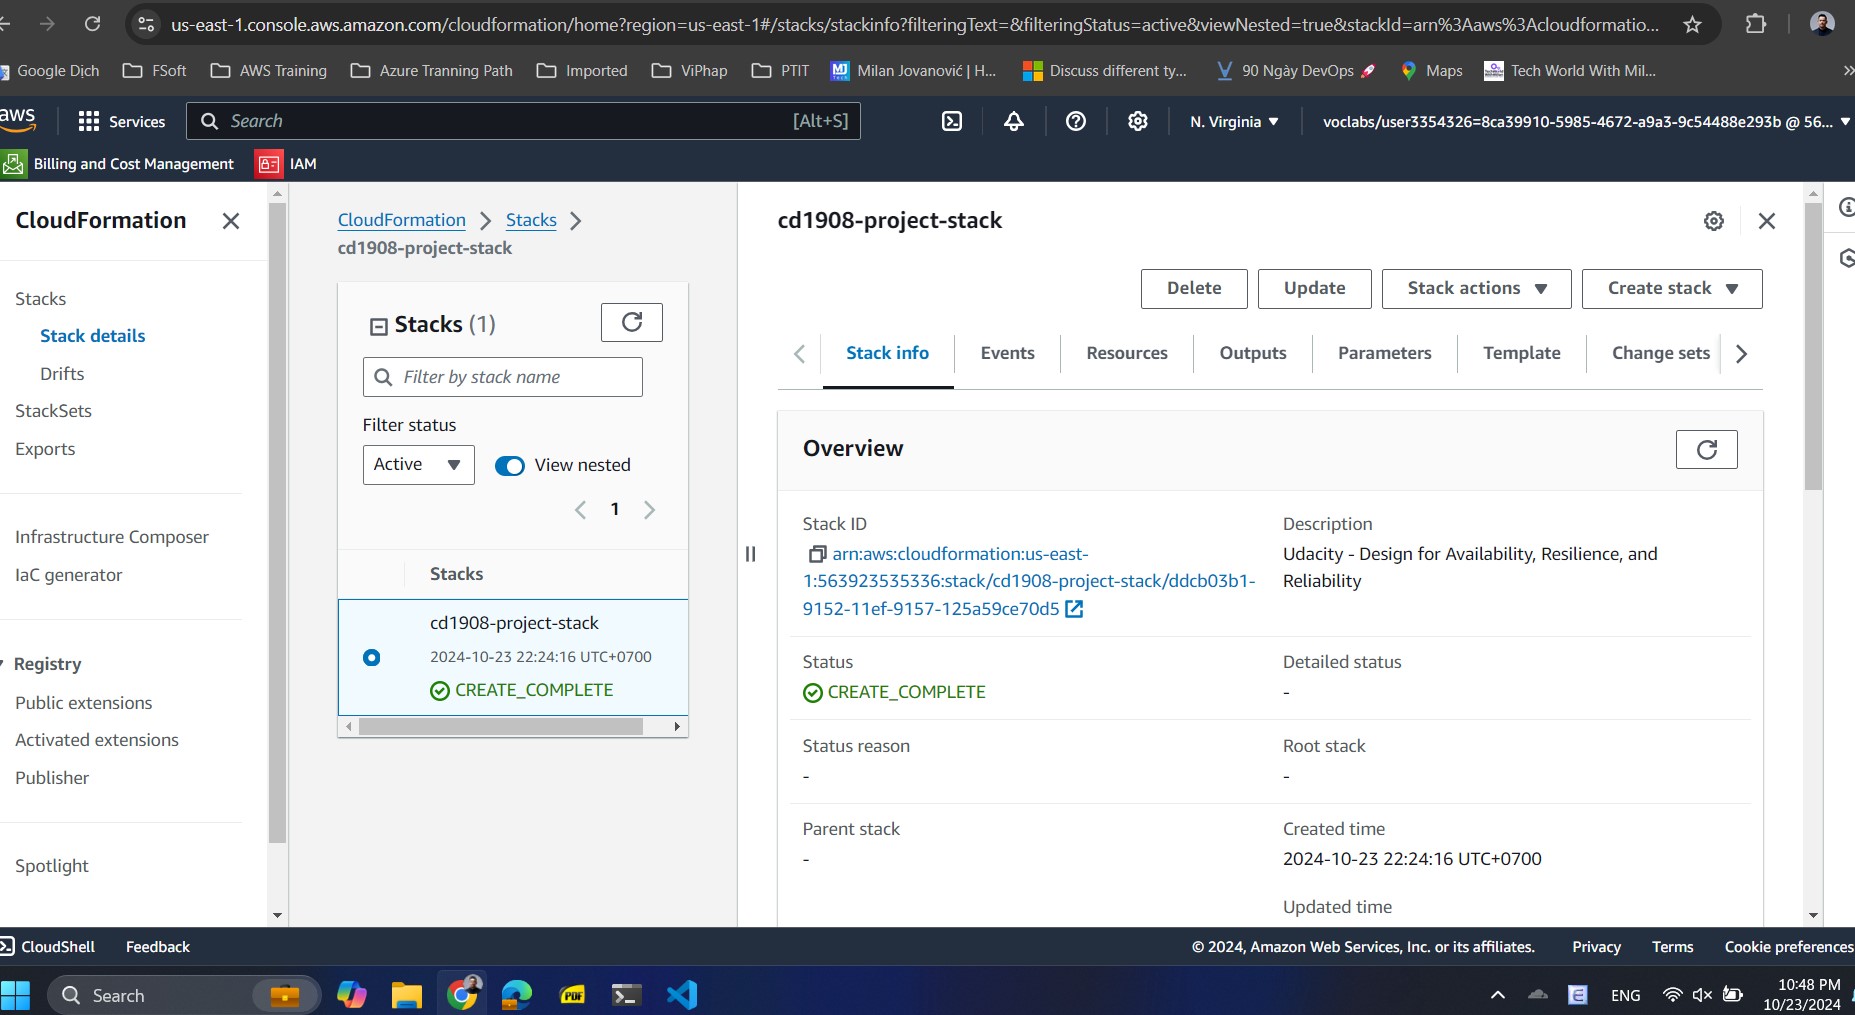 us-east-1.console.aws.amazon.com/cloudformation/home?region=us-east-1#/stacks/stackinfo?filteringText=&filteringStatus=active&viewNested=true&stackId=arn%3Aaws%3Acloudformatio...
Google Dịch FSoft AWS Training Azure Tranning Path Imported ViPhap PTIT Milan Jovanović | H... Discuss different ty... 90 Ngày DevOps 🚀 Maps Tech World With Mil...
aws Services Search [Alt+S] N. Virginia voclabs/user3354326=8ca39910-5985-4672-a9a3-9c54488e293b @ 56...
Billing and Cost Management IAM
CloudFormation
Stacks
Stack details
Drifts
StackSets
Exports
Infrastructure Composer
IaC generator
Registry
Public extensions
Activated extensions
Publisher
Spotlight
CloudFormation Stacks
cd1908-project-stack
Stacks (1)
Filter by stack name
Filter status
Active View nested
1
Stacks
cd1908-project-stack
2024-10-23 22:24:16 UTC+0700
CREATE_COMPLETE
cd1908-project-stack
Delete Update Stack actions Create stack
Stack info Events Resources Outputs Parameters Template Change sets
Overview
Stack ID
arn:aws:cloudformation:us-east-
1:563923535336:stack/cd1908-project-stack/ddcb03b1-
9152-11ef-9157-125a59ce70d5
Description
Udacity - Design for Availability, Resilience, and
Reliability
Status
CREATE_COMPLETE
Detailed status
-
Status reason
-
Root stack
-
Parent stack
-
Created time
2024-10-23 22:24:16 UTC+0700
Updated time
CloudShell Feedback © 2024, Amazon Web Services, Inc. or its affiliates. Privacy Terms Cookie preferences
Search PDF ENG 10:48 PM
10/23/2024